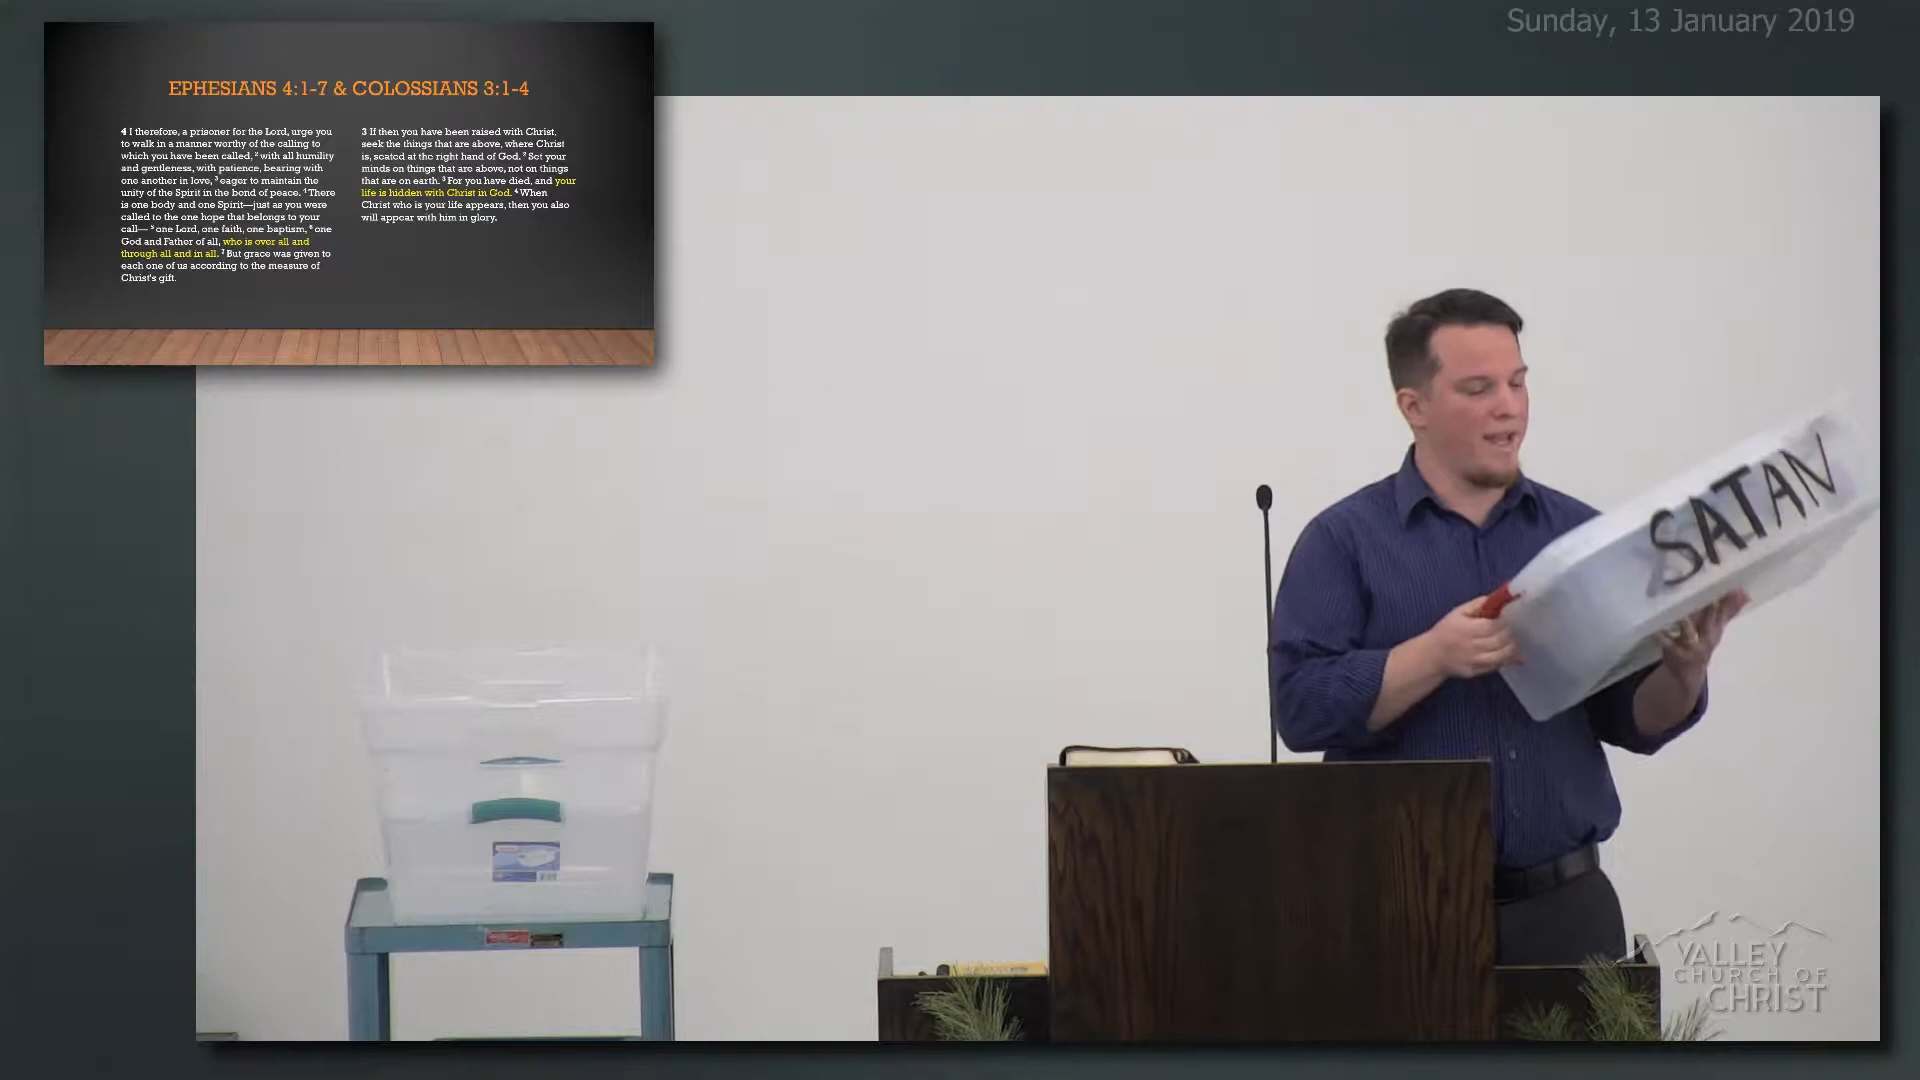 Sunday, 13 January 2019
EPHESIANS 4:1-7 & COLOSSIANS 3:1-4
4 I therefore, a prisoner for the Lord, urge you
to walk in a manner worthy of the calling to
which you have been called, 2 with all humility
and gentleness, with patience, bearing with
one another in love, 3 eager to maintain the
unity of the Spirit in the bond of peace. 4 There
is one body and one Spirit—just as you were
called to the one hope that belongs to your
call— 5 one Lord, one faith, one baptism, 6 one
God and Father of all, who is over all and
through all and in all. 7 But grace was given to
each one of us according to the measure of
Christ's gift.
3 If then you have been raised with Christ,
seek the things that are above, where Christ
is, seated at the right hand of God. 2 Set your
minds on things that are above, not on things
that are on earth. 3 For you have died, and your
life is hidden with Christ in God. 4 When
Christ who is your life appears, then you also
will appear with him in glory.
SATAN
VALLEY
CHURCH OF
CHRIST